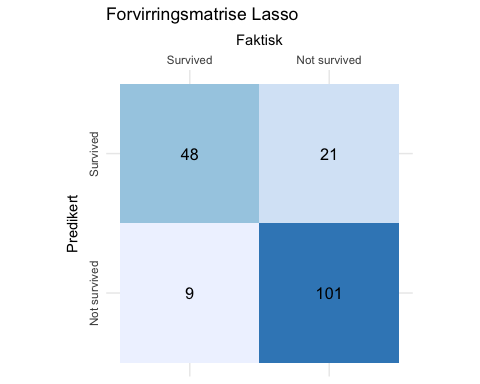 Forvirringsmatrise Lasso
Faktisk
Survived Not survived
Predikert
Survived
48 21
Not survived
9 101